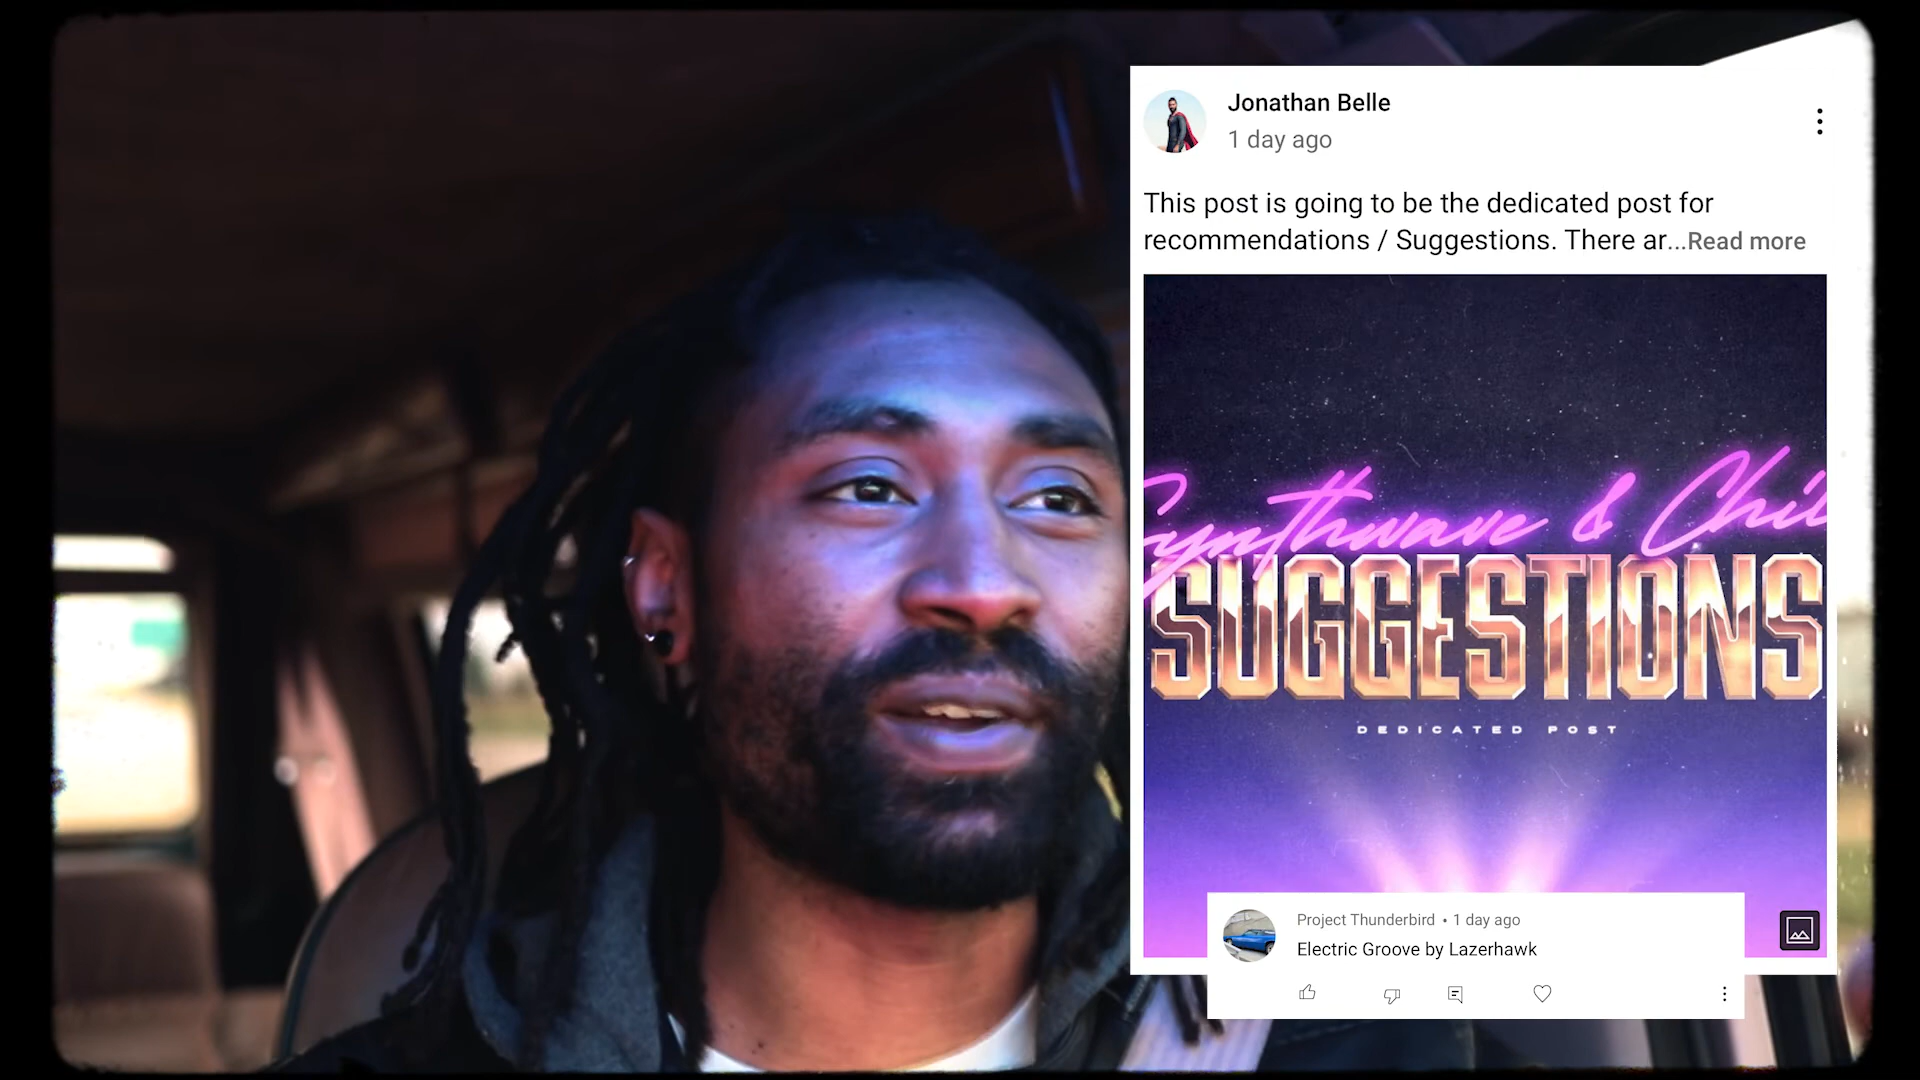 Jonathan Belle
1 day ago
This post is going to be the dedicated post for
recommendations / Suggestions. There ar...Read more
Synthwave & Chil
SUGGESTIONS
DEDICATED POST
Project Thunderbird • 1 day ago
Electric Groove by Lazerhawk